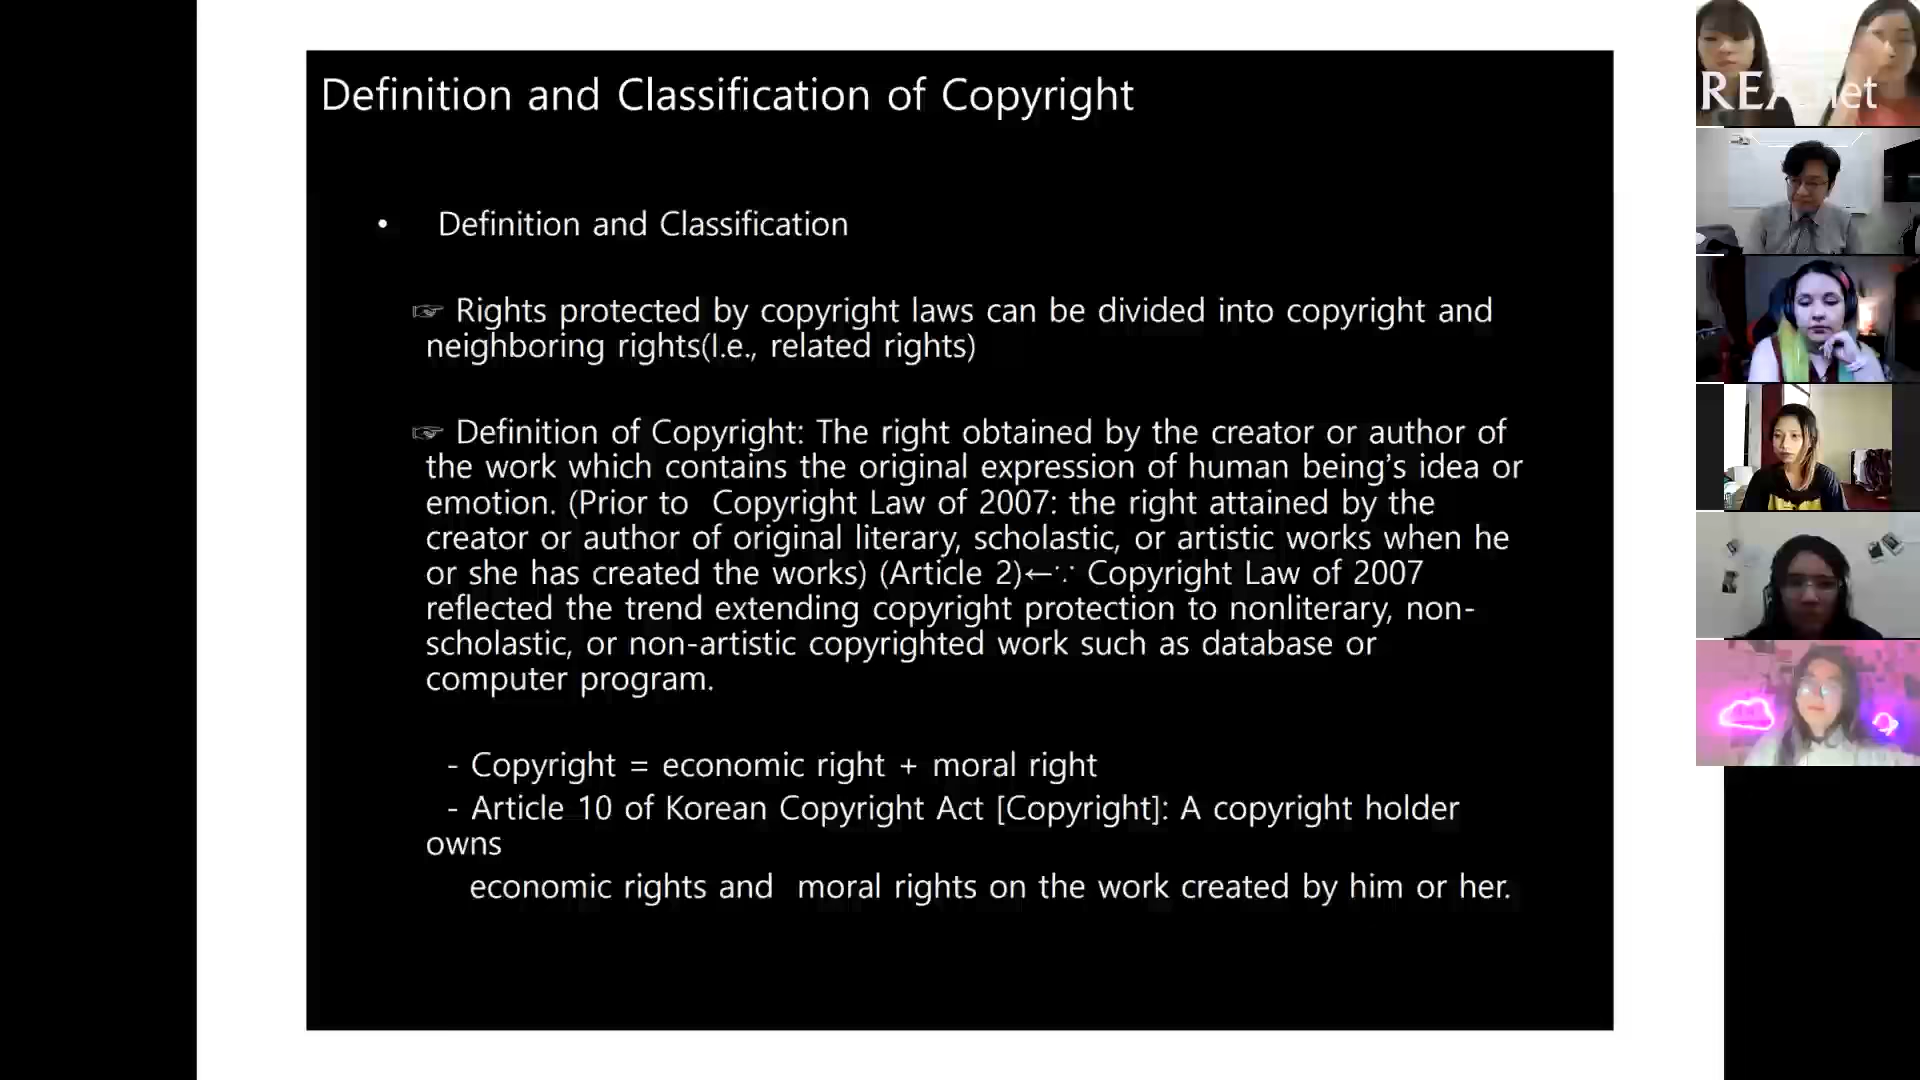 Definition and Classification of Copyright
• Definition and Classification
☞ Rights protected by copyright laws can be divided into copyright and
neighboring rights(I.e., related rights)
☞ Definition of Copyright: The right obtained by the creator or author of
the work which contains the original expression of human being’s idea or
emotion. (Prior to Copyright Law of 2007: the right attained by the
creator or author of original literary, scholastic, or artistic works when he
or she has created the works) (Article 2)←∵ Copyright Law of 2007
reflected the trend extending copyright protection to nonliterary, non-
scholastic, or non-artistic copyrighted work such as database or
computer program.
- Copyright = economic right + moral right
- Article 10 of Korean Copyright Act [Copyright]: A copyright holder
owns
economic rights and moral rights on the work created by him or her.